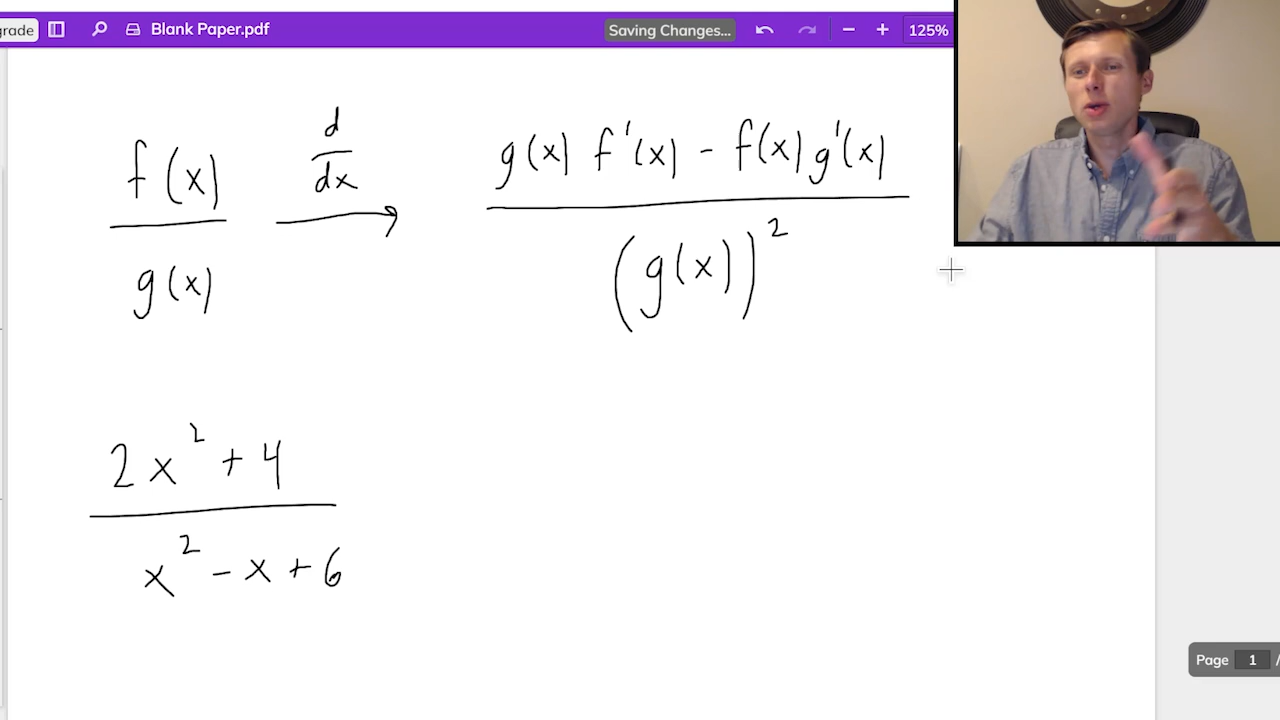 grade
Blank Paper.pdf
Saving Changes...
125%
f(x)
g(x)
d
dx
g(x) f'(x) - f(x) g'(x)
(g(x))²
2x² + 4
x² - x + 6
Page 1 /